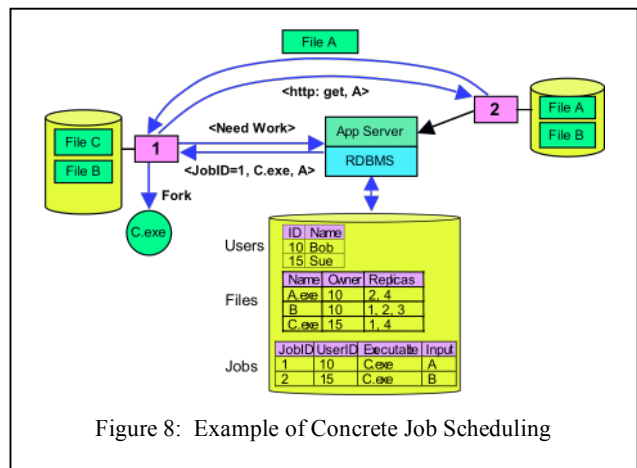 File A
<http: get, A>
2
File A
File B
File C
File B
1
<Need Work>
App Server
RDBMS
<JobID=1, C.exe, A>
Fork
C.exe
Users
ID Name
10 Bob
15 Sue
Files
Name Owner Replicas
A.exe 10 2, 4
B 10 1, 2, 3
C.exe 15 1, 4
Jobs
JobID UserID Executatte Input
1 10 C.exe A
2 15 C.exe B
Figure 8: Example of Concrete Job Scheduling